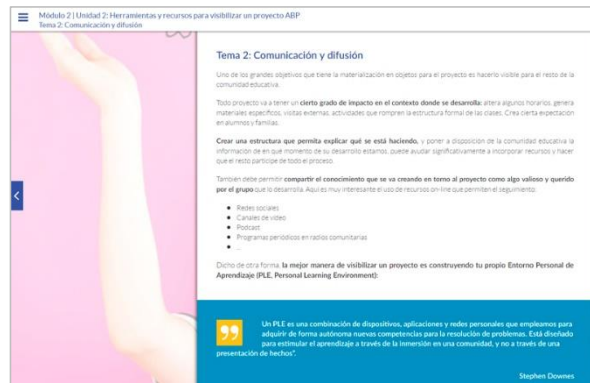 Módulo 2 | Unidad 2: Herramientas y recursos para visibilizar un proyecto ABP
Tema 2: Comunicación y difusión
Tema 2: Comunicación y difusión
Uno de los grandes objetivos que tiene la materialización en objetos para el proyecto es hacerlo visible para el resto de la
comunidad educativa.
Todo proyecto va a tener un cierto grado de impacto en el contexto donde se desarrolla: altera algunos horarios, genera
materiales específicos, visitas externas, actividades que rompen la estructura formal de las clases. Crea cierta expectación
en alumnos y familias.
Crear una estructura que permita explicar qué se está haciendo, y poner a disposición de la comunidad educativa la
información de en qué momento de su desarrollo estamos, puede ayudar significativamente a incorporar recursos y hacer
que el resto participe de todo el proceso.
También debe permitir compartir el conocimiento que se va creando en torno al proyecto como algo valioso y querido
por el grupo que lo desarrolla. Aquí es muy interesante el uso de recursos on-line que permiten el seguimiento:
Redes sociales
Canales de vídeo
Podcast
Programas periódicos en radios comunitarias
...
Dicho de otra forma, la mejor manera de visibilizar un proyecto es construyendo tu propio Entorno Personal de
Aprendizaje (PLE, Personal Learning Environment):
Un PLE es una combinación de dispositivos, aplicaciones y redes personales que empleamos para
adquirir de forma autónoma nuevas competencias para la resolución de problemas. Está diseñado
para estimular el aprendizaje a través de la inmersión en una comunidad, y no a través de una
presentación de hechos".
Stephen Downes